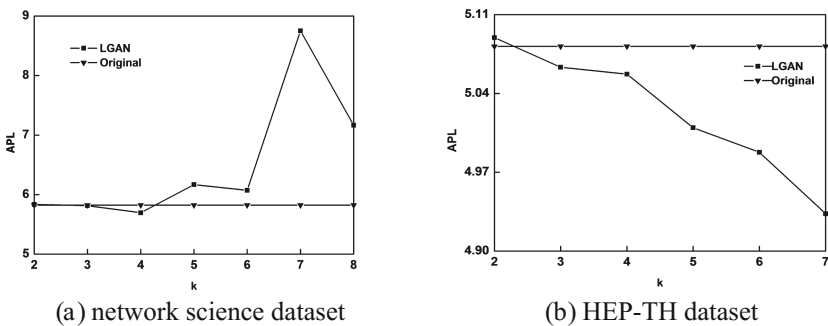 9
8
7
6
5
APL
LGAN
Original
2 3 4 5 6 7 8
k
(a) network science dataset
5.11
5.04
4.97
4.90
APL
LGAN
Original
2 3 4 5 6 7
k
(b) HEP-TH dataset